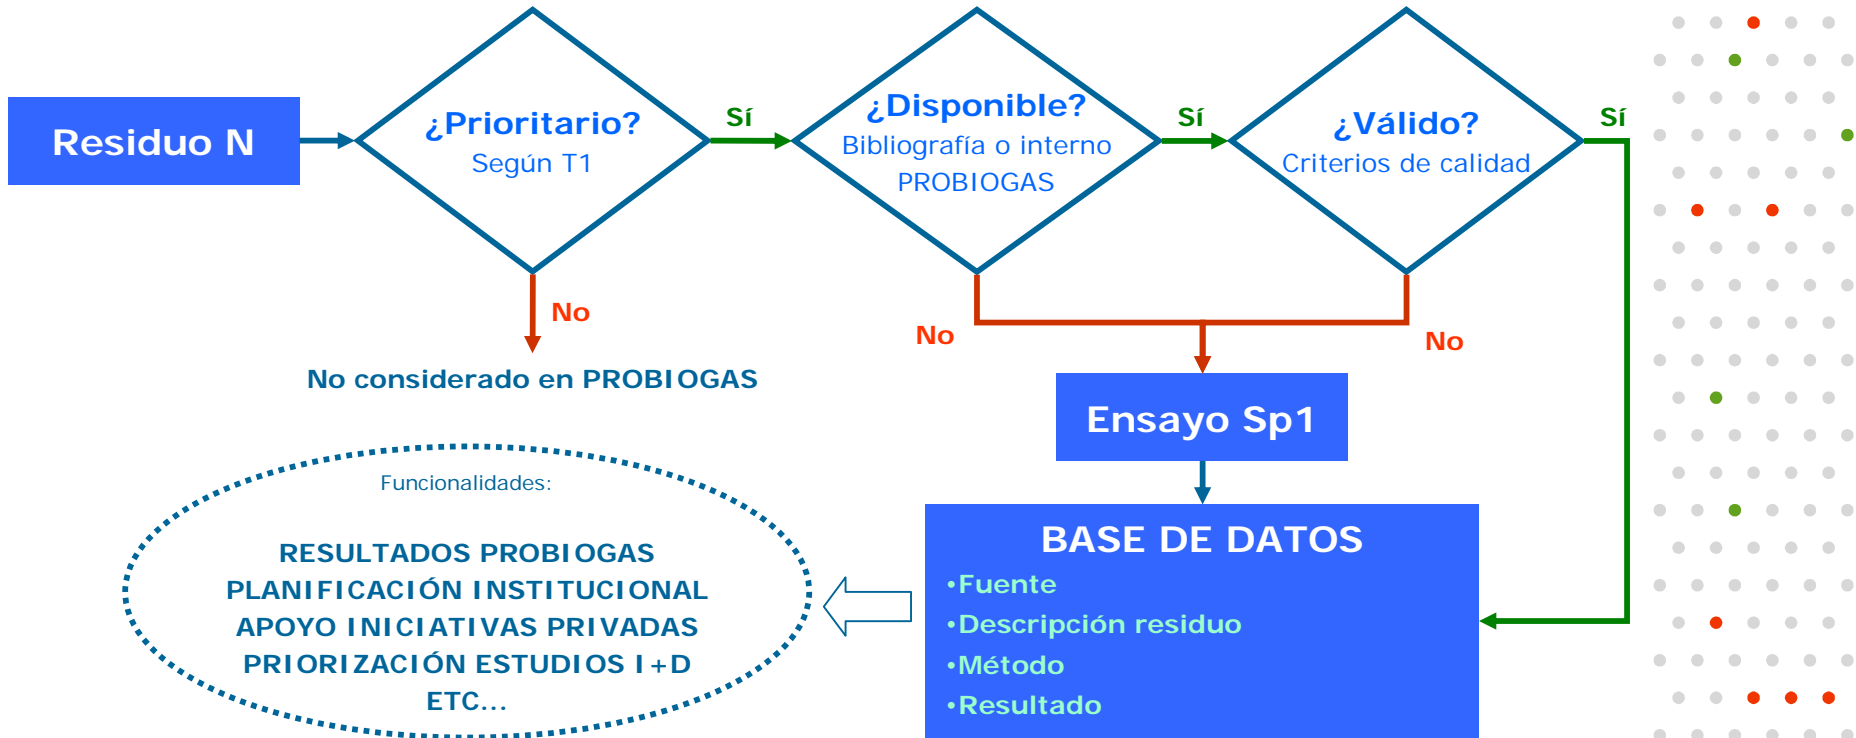 Residuo N
¿Prioritario?
Según T1
Sí
¿Disponible?
Bibliografía o interno
PROBIOGAS
Sí
¿Válido?
Criterios de calidad
Sí
No
No
No
No considerado en PROBIOGAS
Ensayo Sp1
Funcionalidades:
RESULTADOS PROBIOGAS
PLANIFICACIÓN INSTITUCIONAL
APOYO INICIATIVAS PRIVADAS
PRIORIZACIÓN ESTUDIOS I+D
ETC...
BASE DE DATOS
•Fuente
•Descripción residuo
•Método
•Resultado